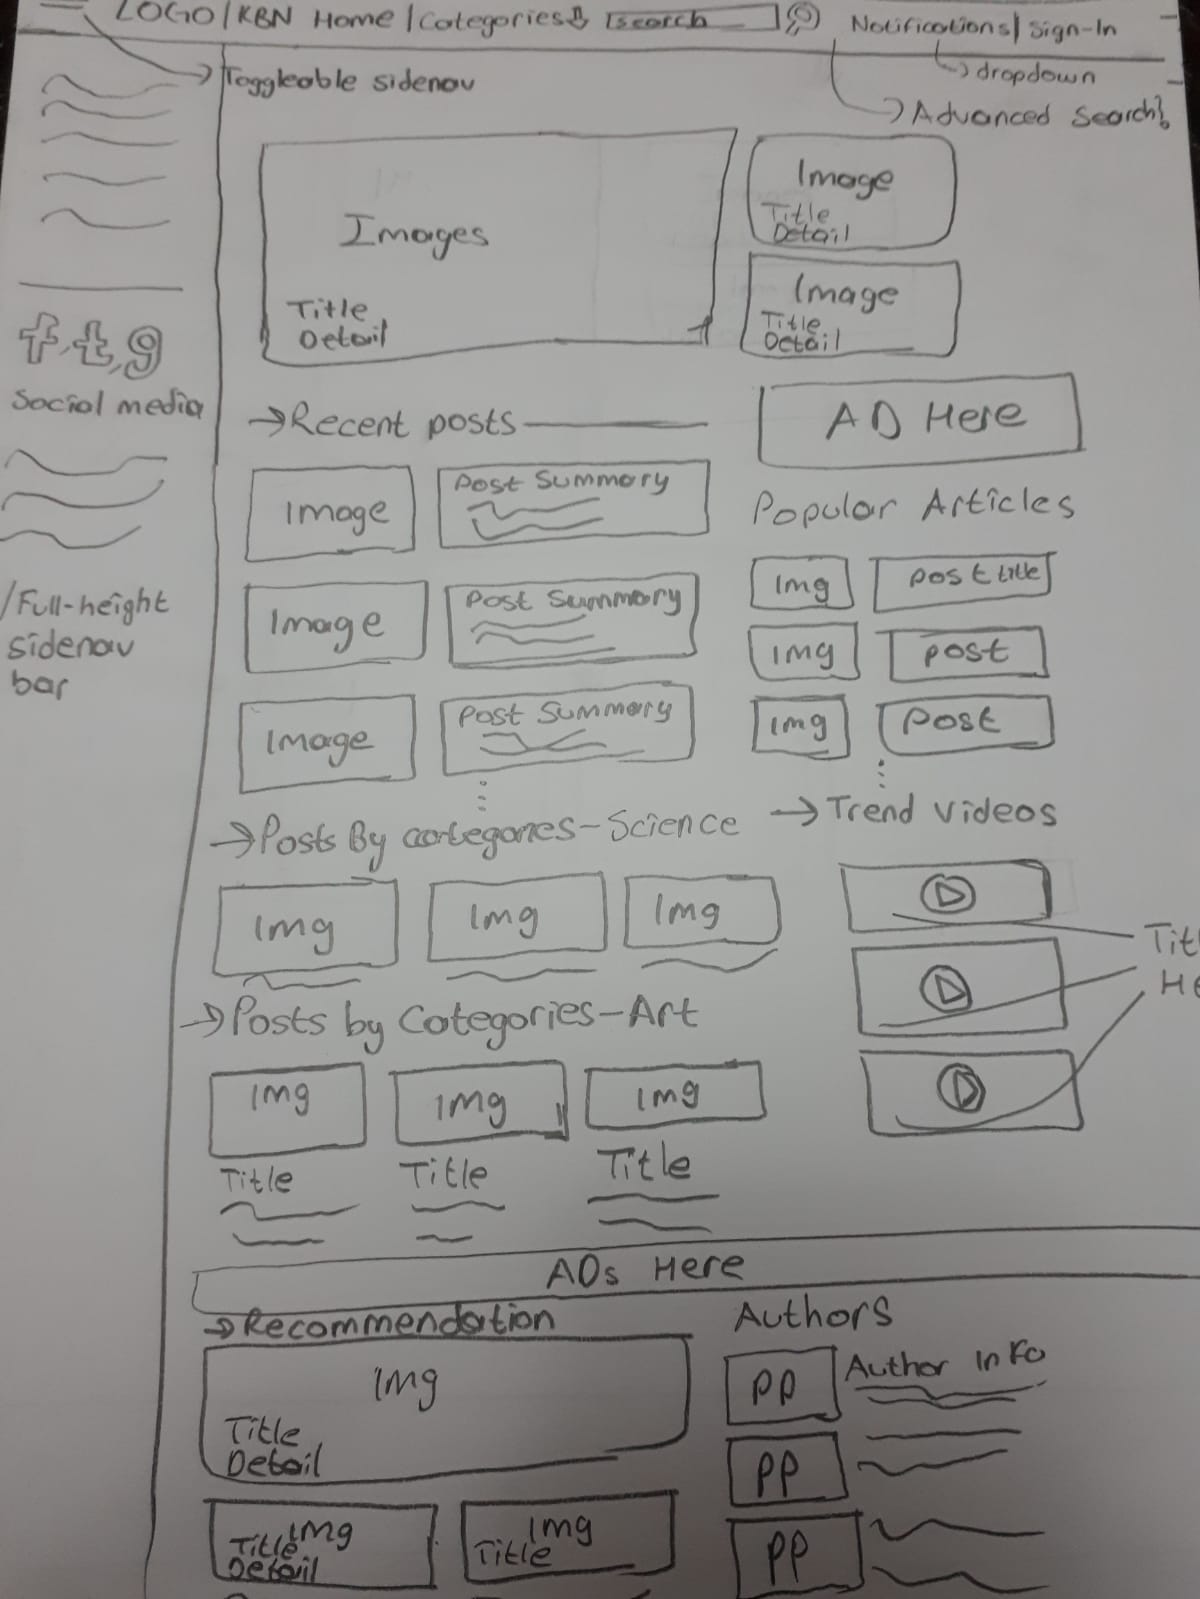 LOGO/KBN Home /Categories search Notifications/ Sign-In
→ Toggleable sidenav
→ dropdown
→ Advanced Search?
Images
Title
Detail
Image
Title
Detail
Image
Title
Detail
f, t, g
Social media
/Full-height
sidenav
bar
→Recent posts
Image
Post Summary
Image
Post Summary
Image
Post Summary
AD Here
Popular Articles
Img
post title
Img
post
Img
Post
→Posts By categories-Science
Img
Img
Img
→Trend videos
→Posts by Categories-Art
Img
Img
Img
Title
Title
Title
ADs Here
→Recommendation
Img
Title
Detail
Img
Title
Detail
Img
Title
Authors
PP
Author Info
PP
PP